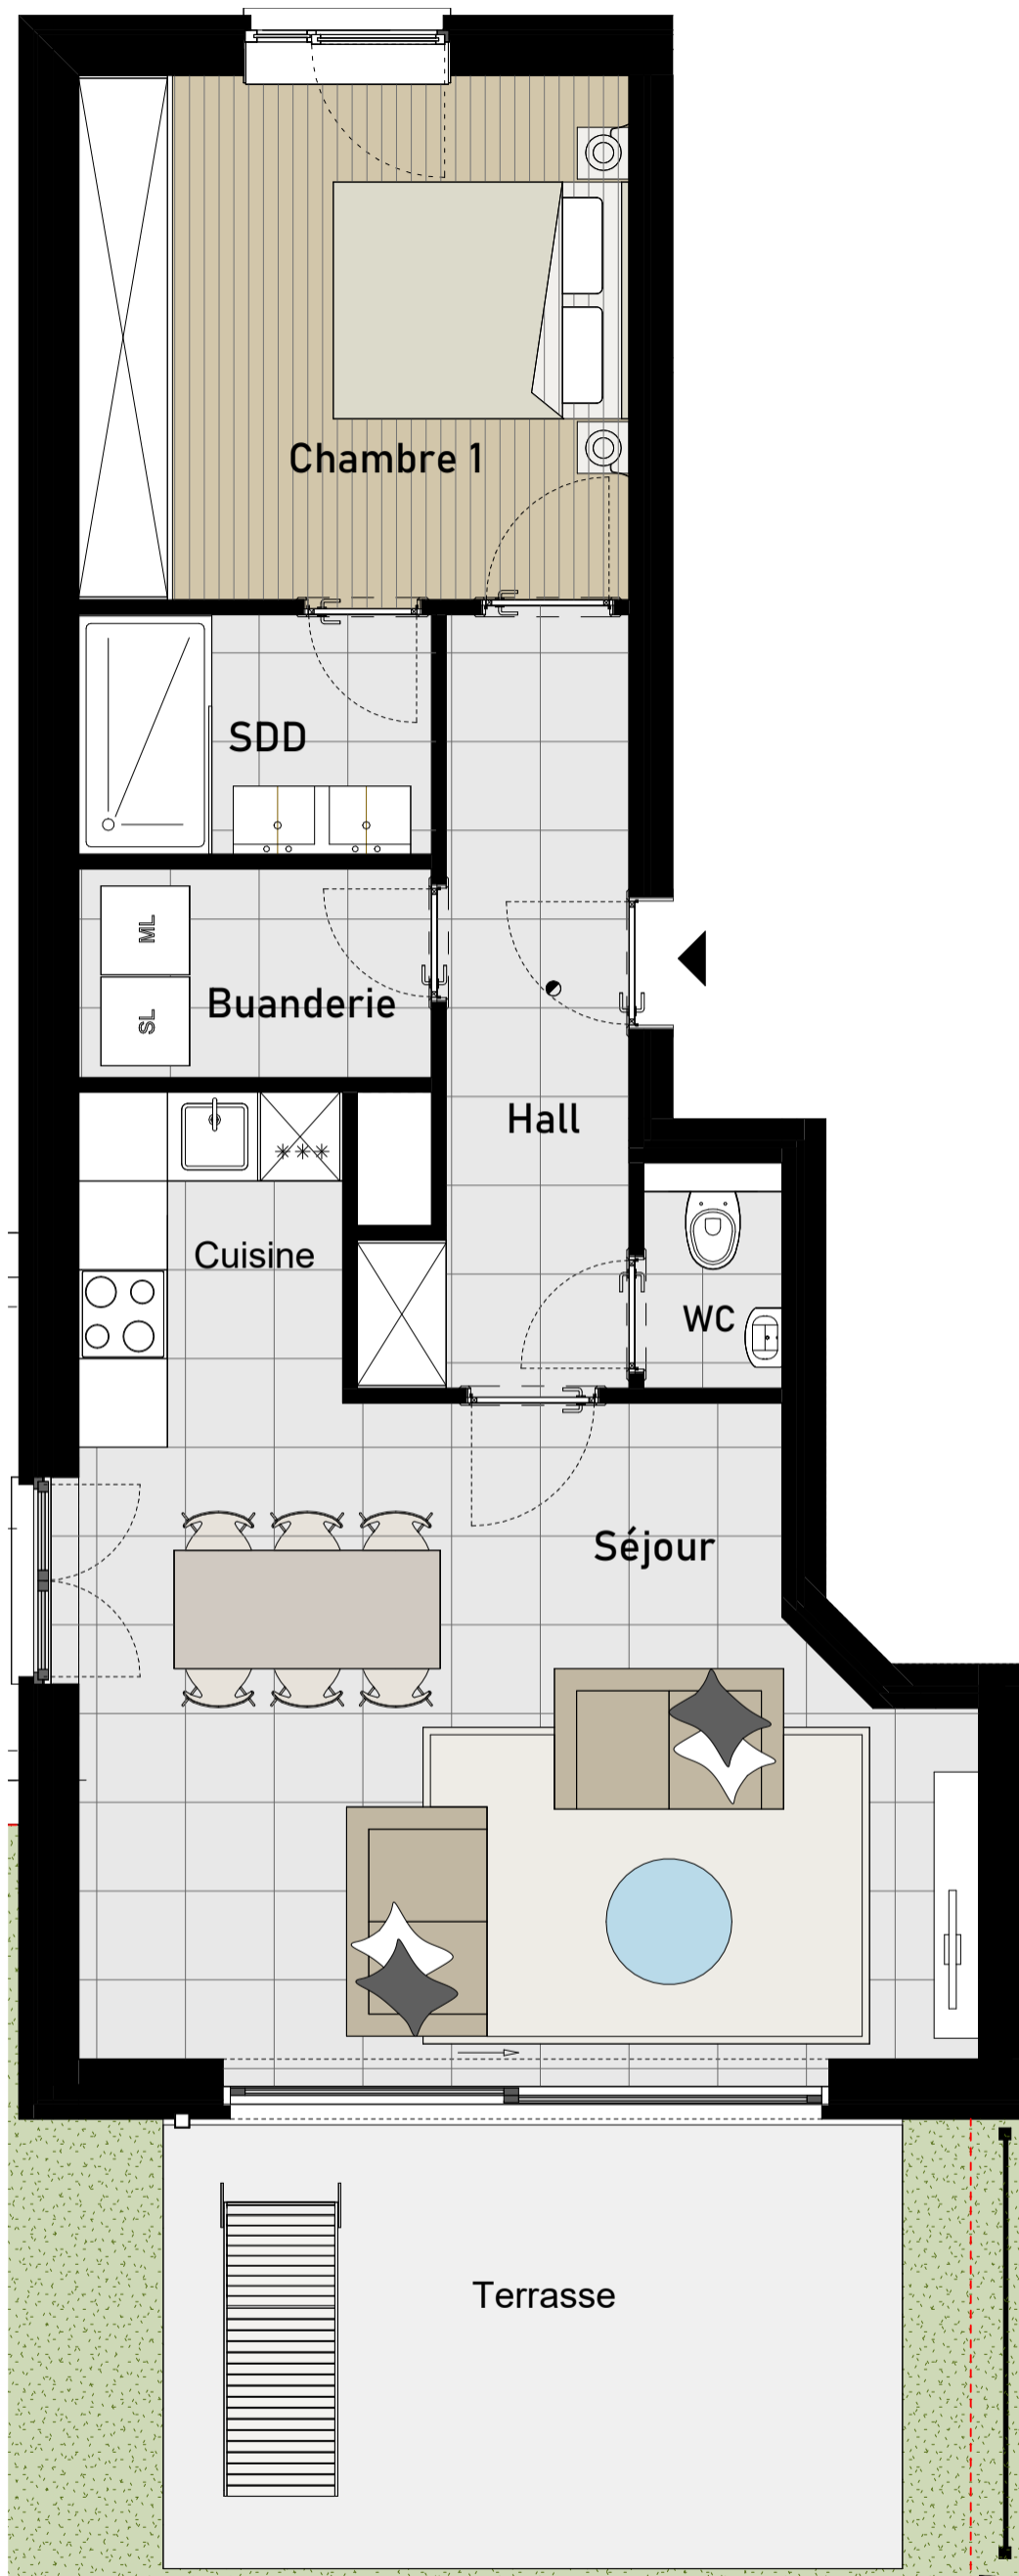 Chambre 1
SDD
ML
SL
Buanderie
Hall
Cuisine
WC
Séjour
Terrasse